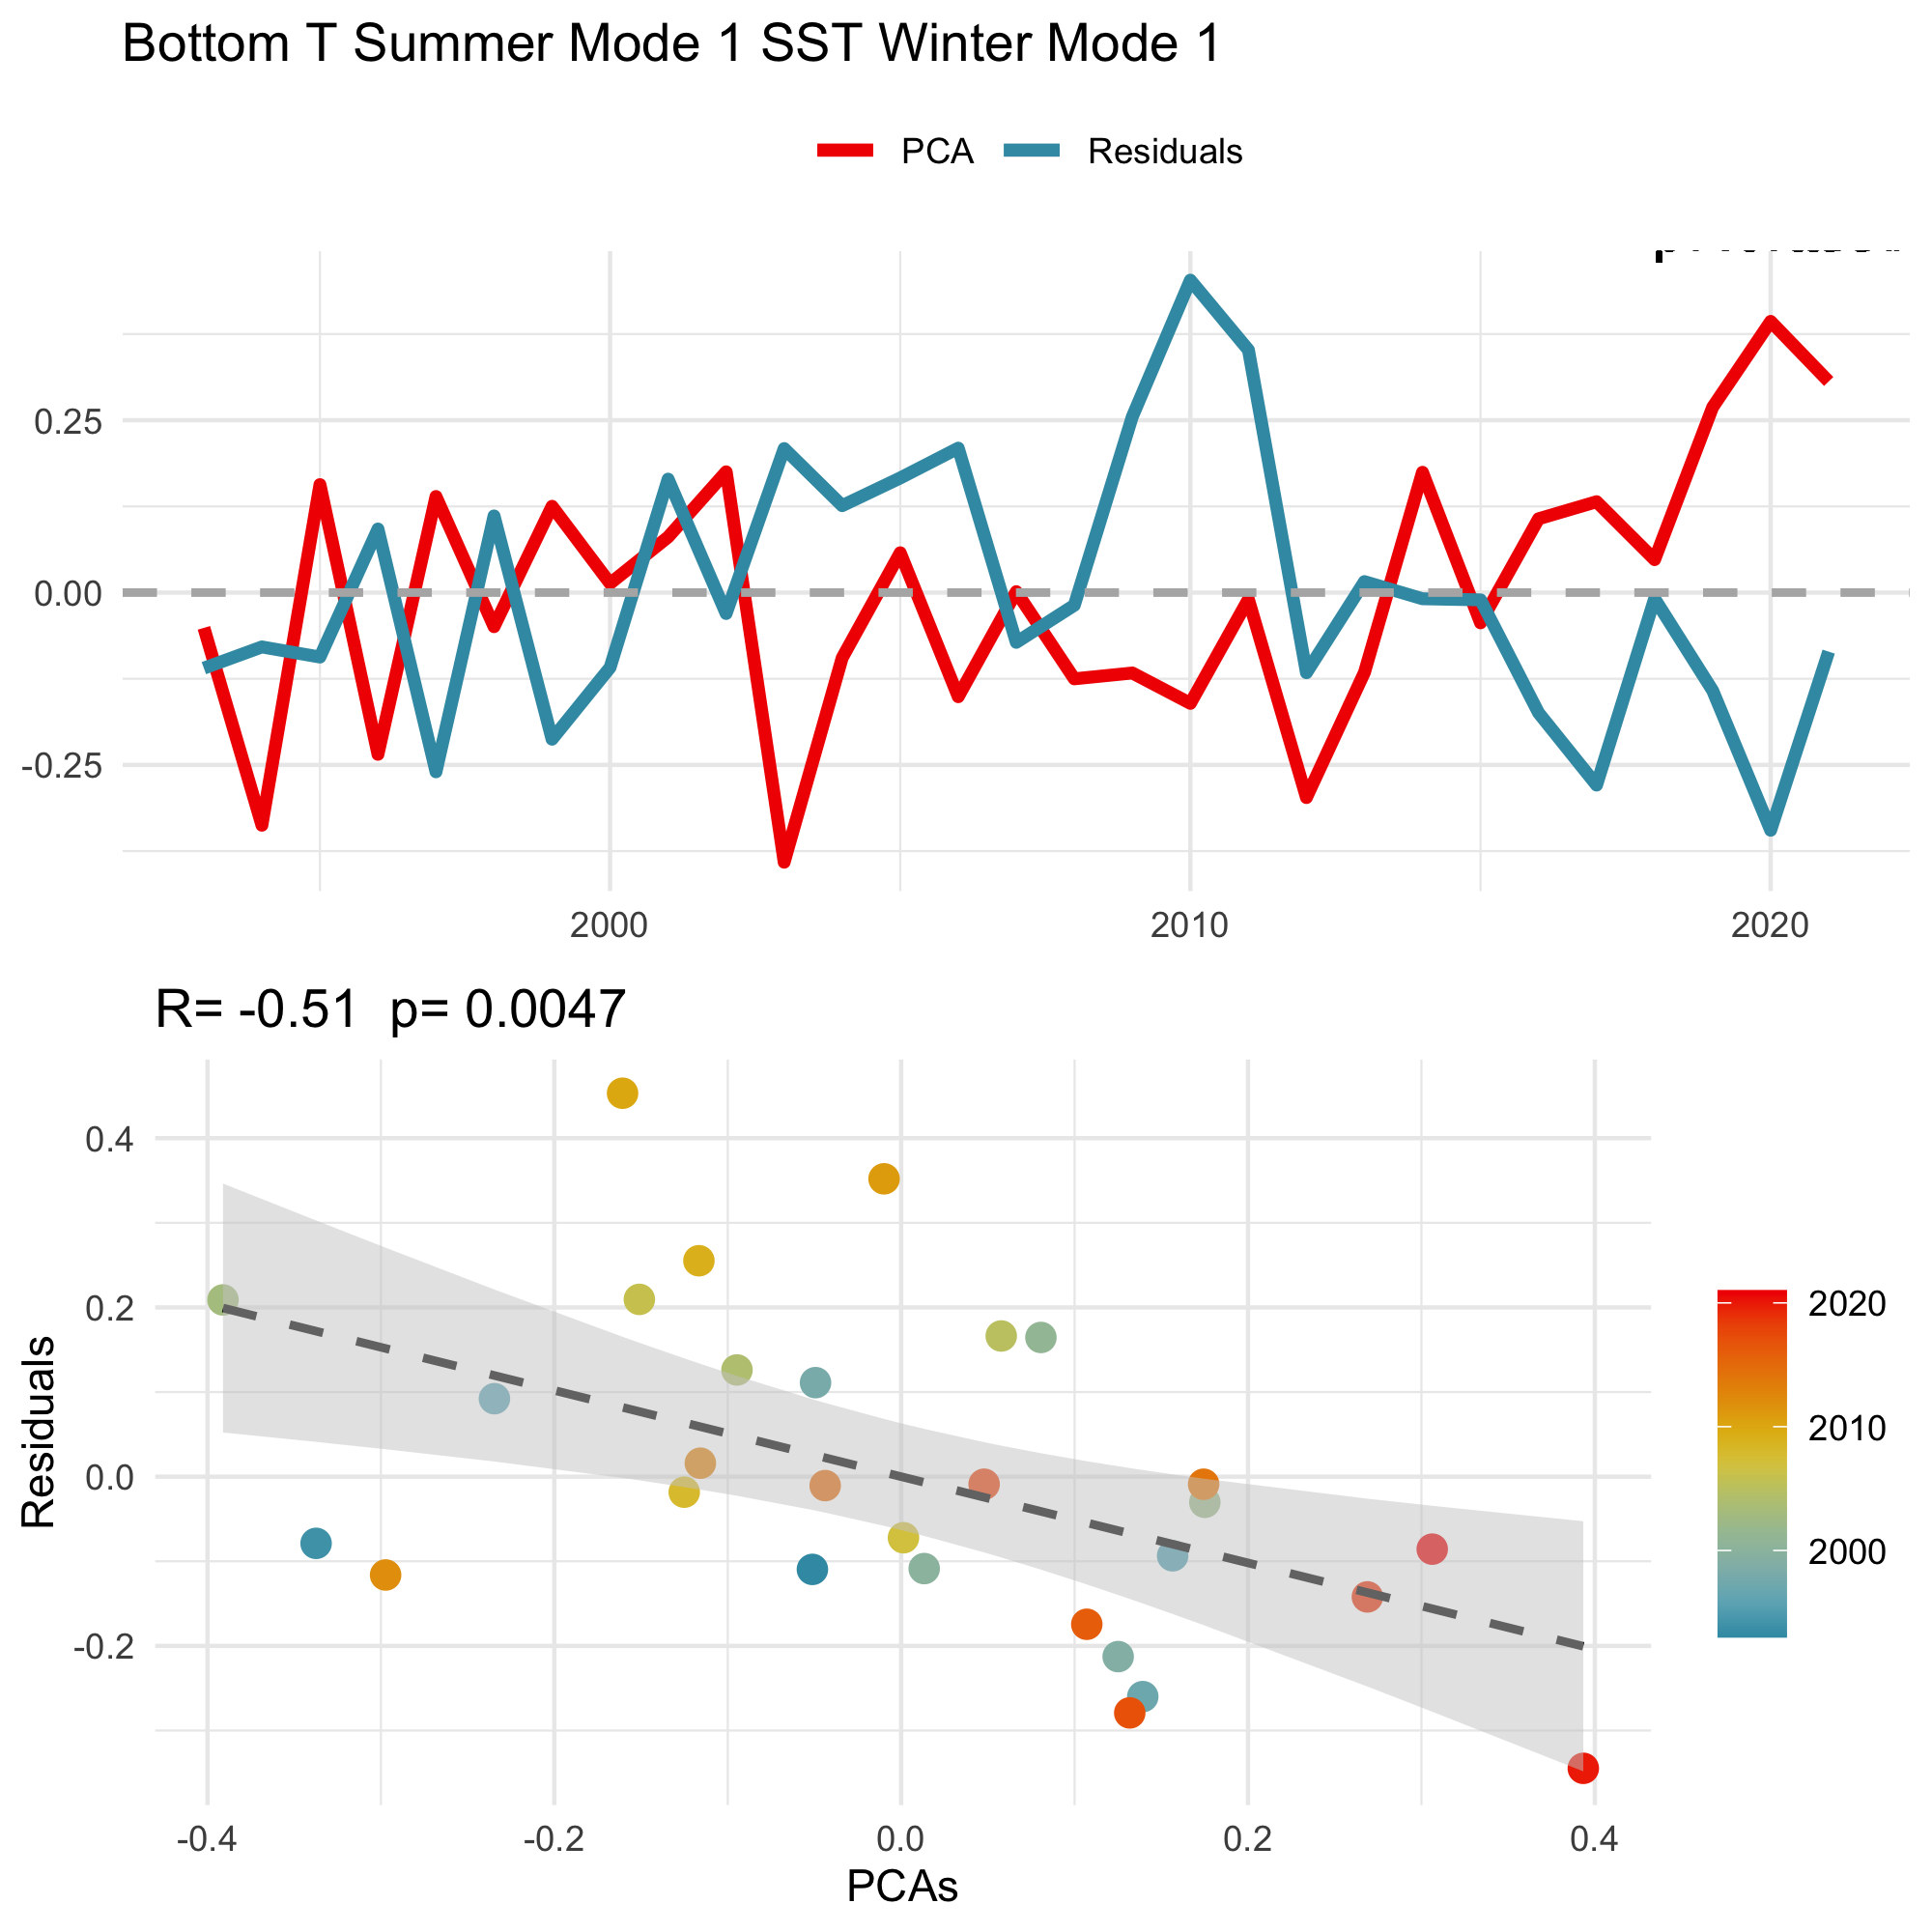 Bottom T Summer Mode 1 SST Winter Mode 1
PCA Residuals
0.25
0.00
-0.25
2000 2010 2020
R= -0.51 p= 0.0047
Residuals
0.4
0.2
0.0
-0.2
-0.4 -0.2 0.0 0.2 0.4
PCAs
2020
2010
2000